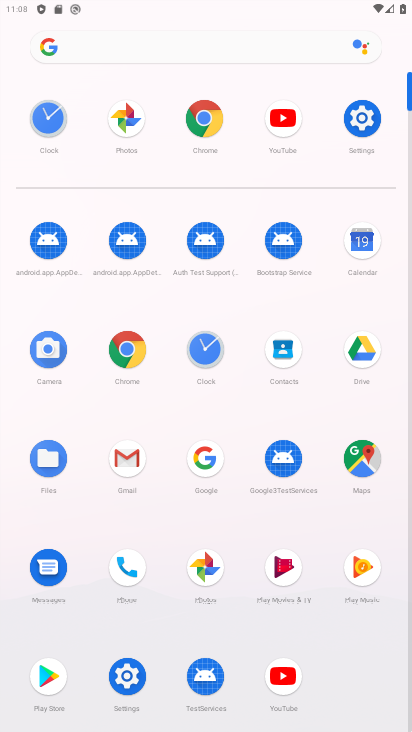 11:08
Clock
Photos
Chrome
YouTube
Settings
android.app.AppDe...
android.app.AppDet...
Auth Test Support (...
Bootstrap Service
19
Calendar
Camera
Chrome
Clock
Contacts
Drive
Files
Gmail
Google
Google3TestServices
Maps
Messages
Phone
Photos
Play Movies & TV
Play Music
Play Store
Settings
TestServices
YouTube